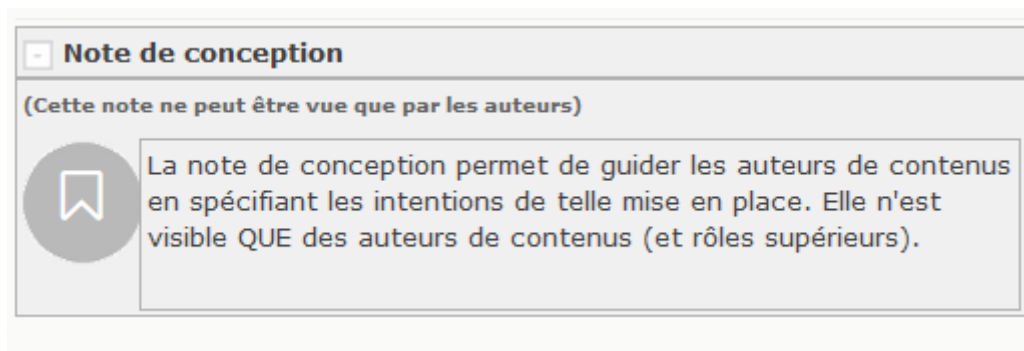 Note de conception
(Cette note ne peut être vue que par les auteurs)
La note de conception permet de guider les auteurs de contenus
en spécifiant les intentions de telle mise en place. Elle n'est
visible QUE des auteurs de contenus (et rôles supérieurs).